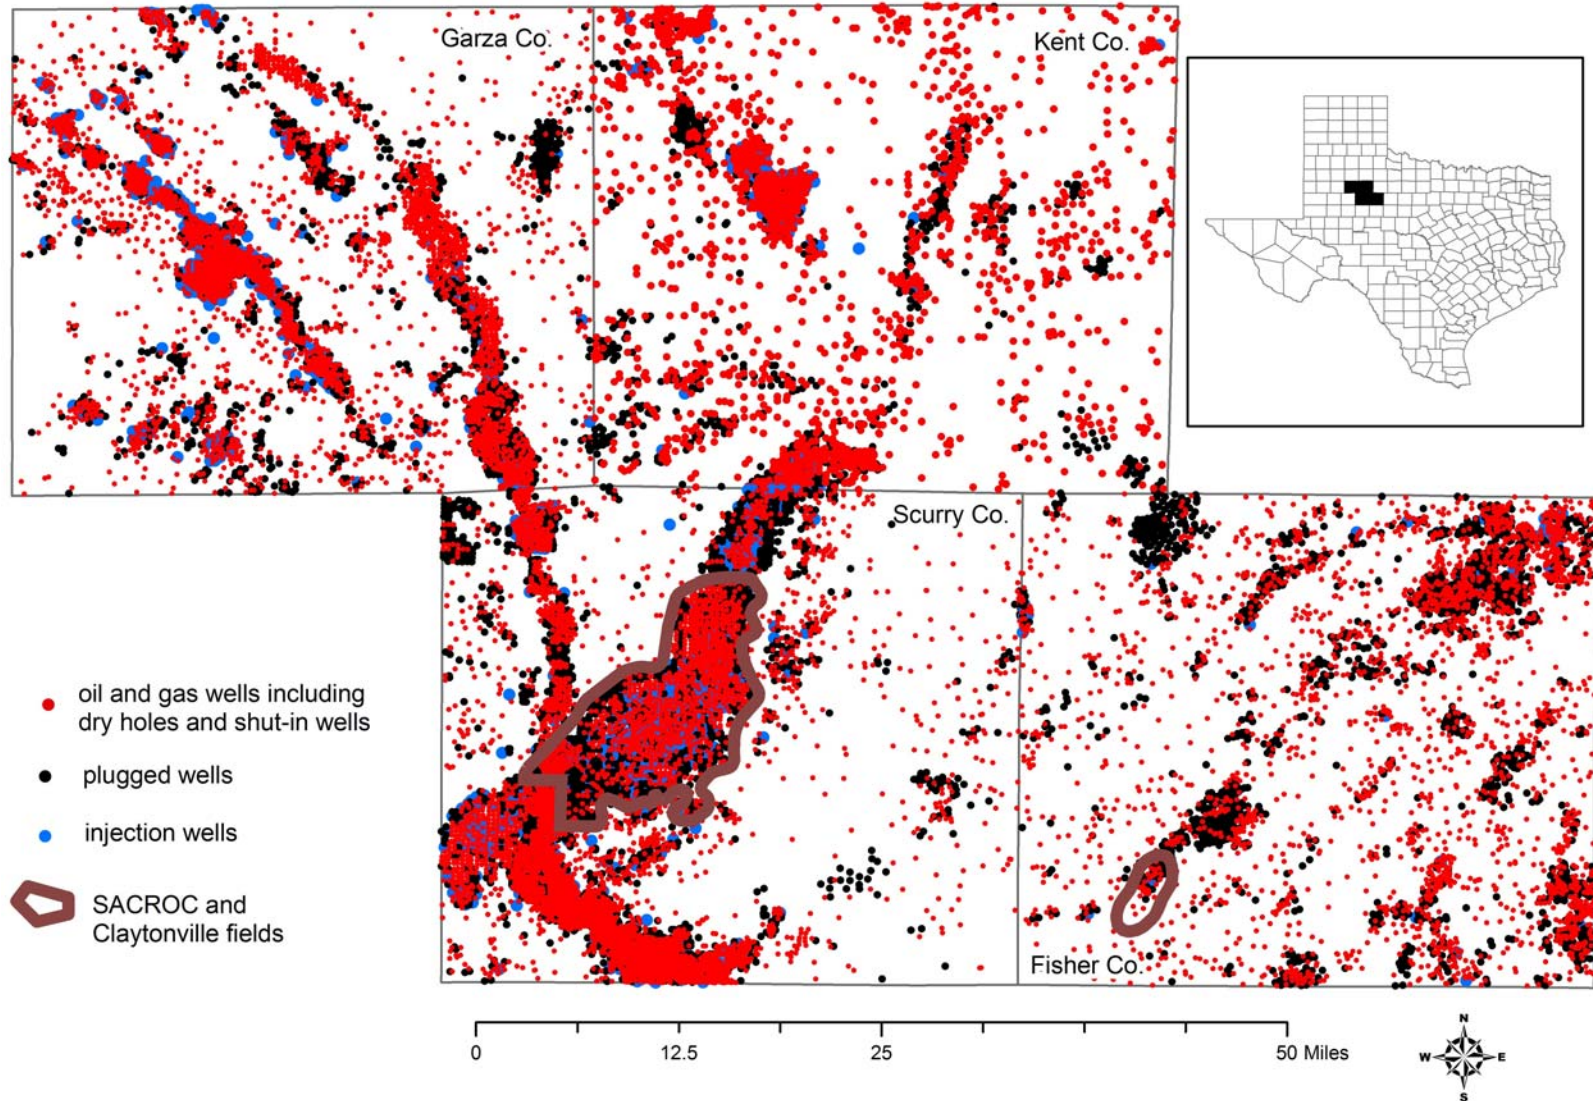 Garza Co.
Kent Co.
Scurry Co.
Fisher Co.
oil and gas wells including
dry holes and shut-in wells
plugged wells
injection wells
SACROC and
Claytonville fields
0
12.5
25
50 Miles
N
W
E
S